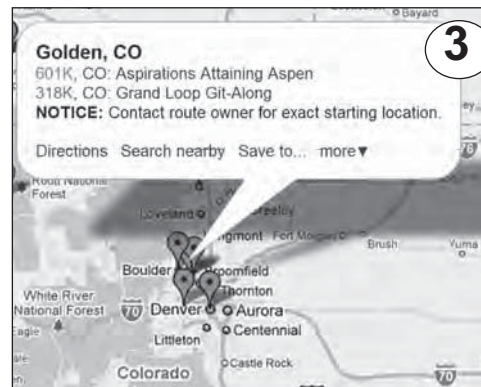 Bayard
3
Golden, CO
601K, CO: Aspirations Attaining Aspen
318K, CO: Grand Loop Git-Along
NOTICE: Contact route owner for exact starting location.
Directions Search nearby Save to... more▼
76
National
Forest
Loveland
Greeley
Longmont Fort Morgan
Brush Yuma
Boulder Broomfield
Thornton
White River
National Forest
70 Denver Aurora
Eagle
Littleton Centennial
Castle Rock
Colorado
70